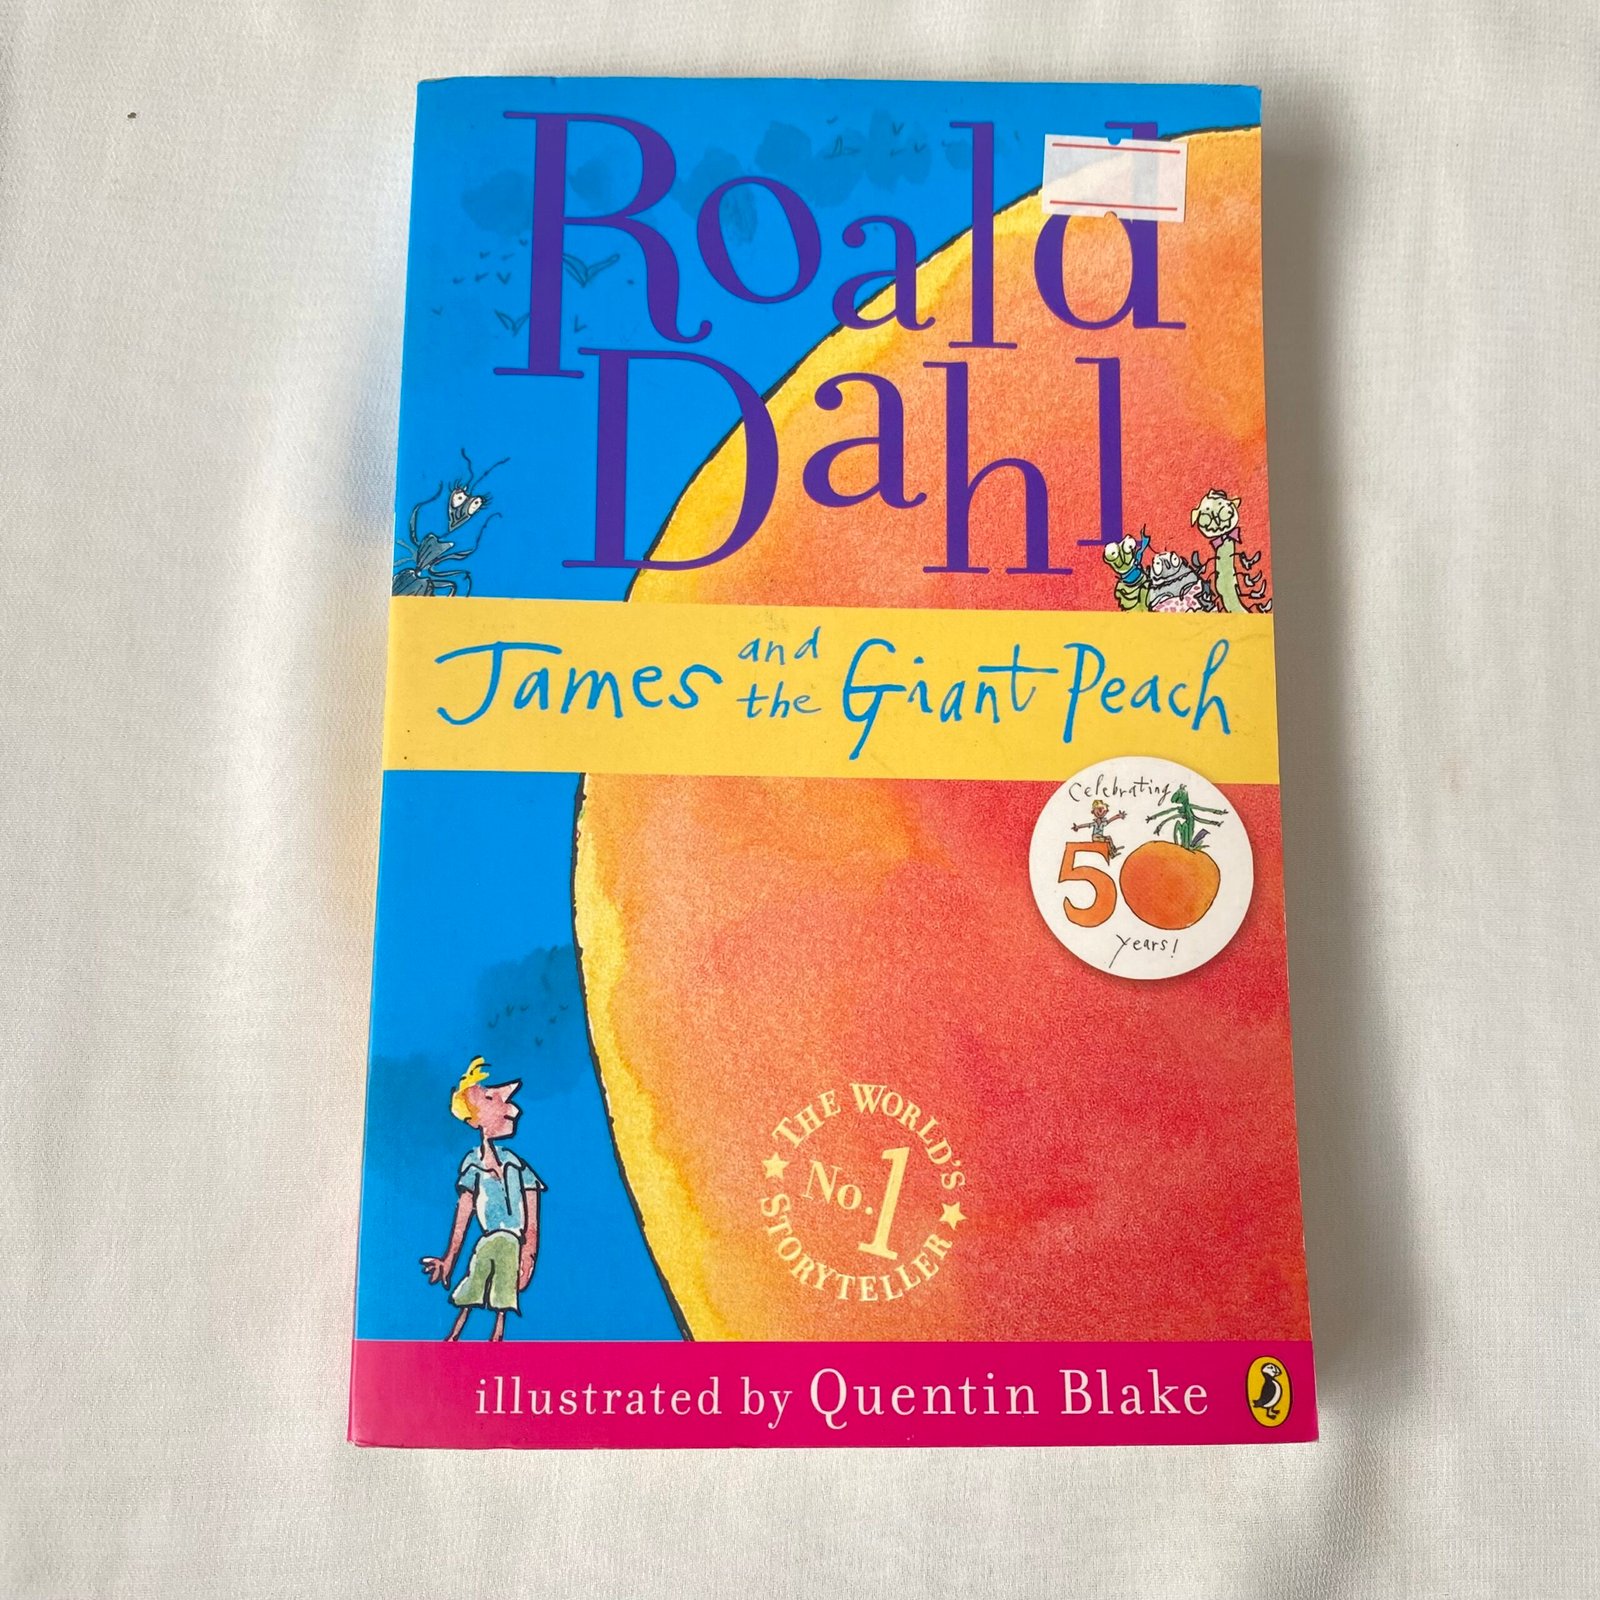 Roald
Dahl
James and the Giant Peach
Celebrating
50
years!
THE WORLD'S
No. 1
STORYTELLER
illustrated by Quentin Blake